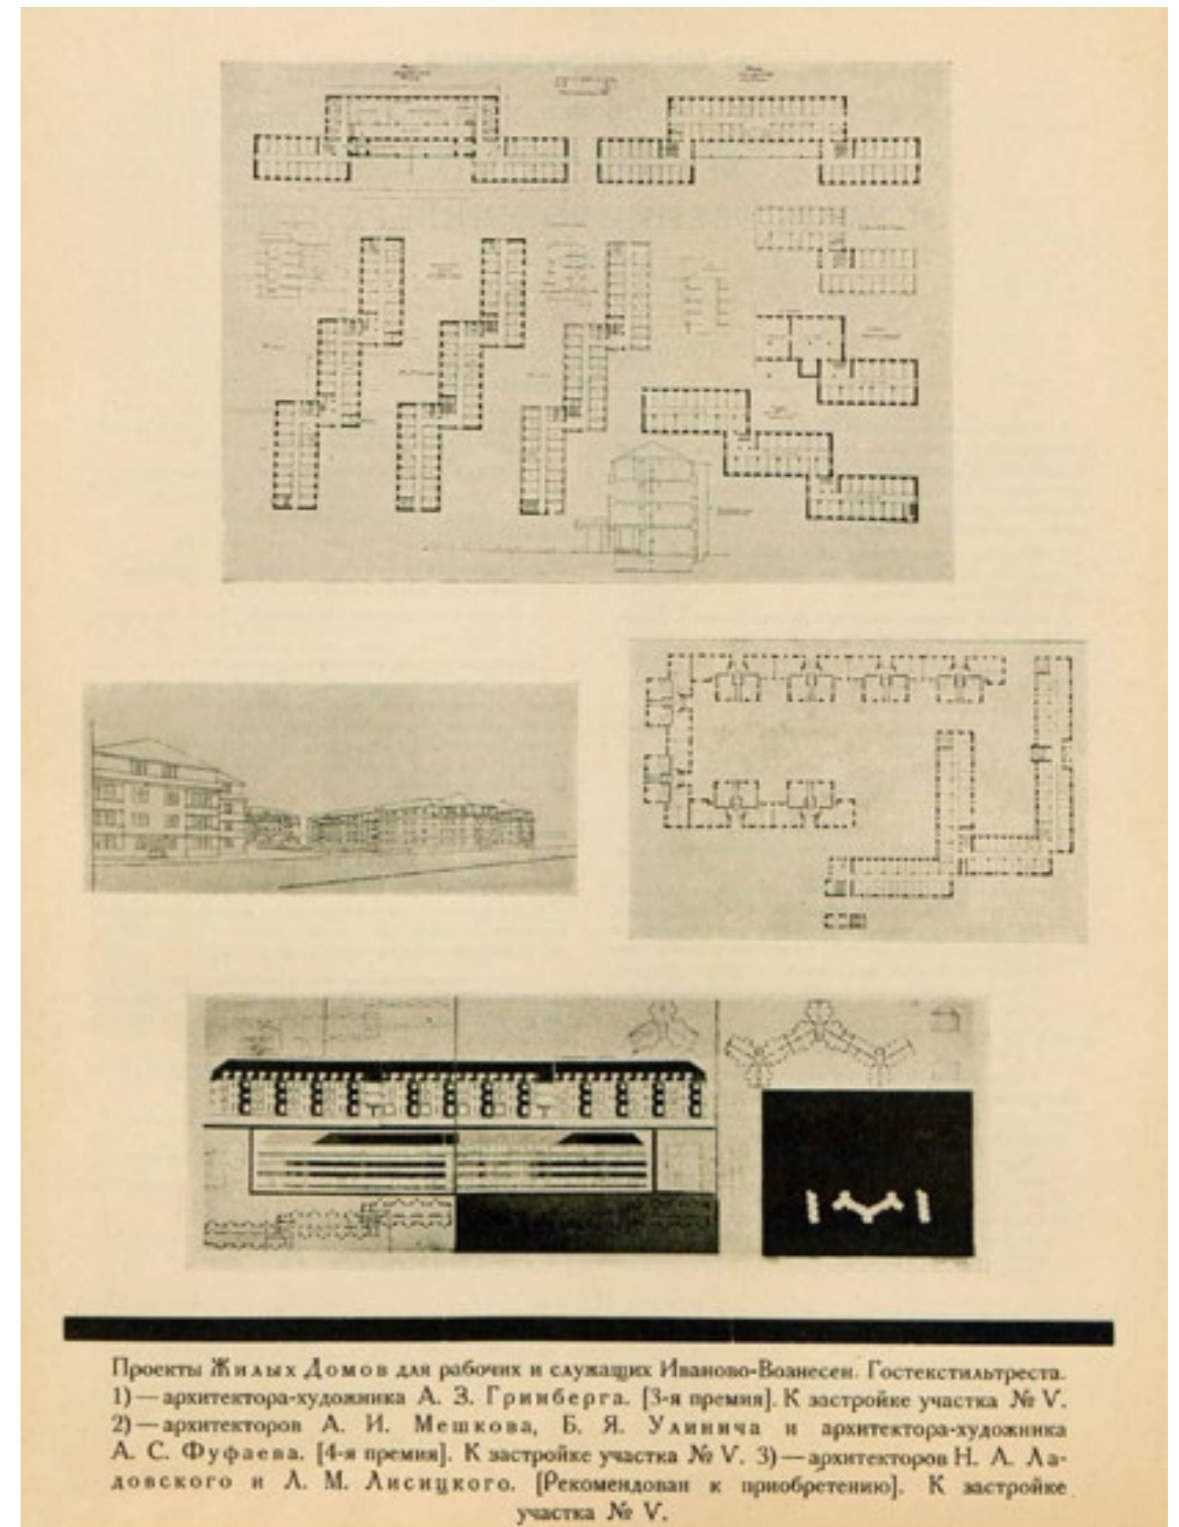 Проекты Жилых Домов для рабочих и служащих Иваново-Вознесен. Гостекстильтреста.
1) — архитектора-художника А. З. Гринберга. [3-я премия]. К застройке участка № V.
2) — архитекторов А. И. Мешкова, Б. Я. Улинича и архитектора-художника
А. С. Фуфаева. [4-я премия]. К застройке участка № V. 3) — архитекторов Н. А. Ла-
довского и Л. М. Лисицкого. [Рекомендован к приобретению]. К застройке
участка № V.